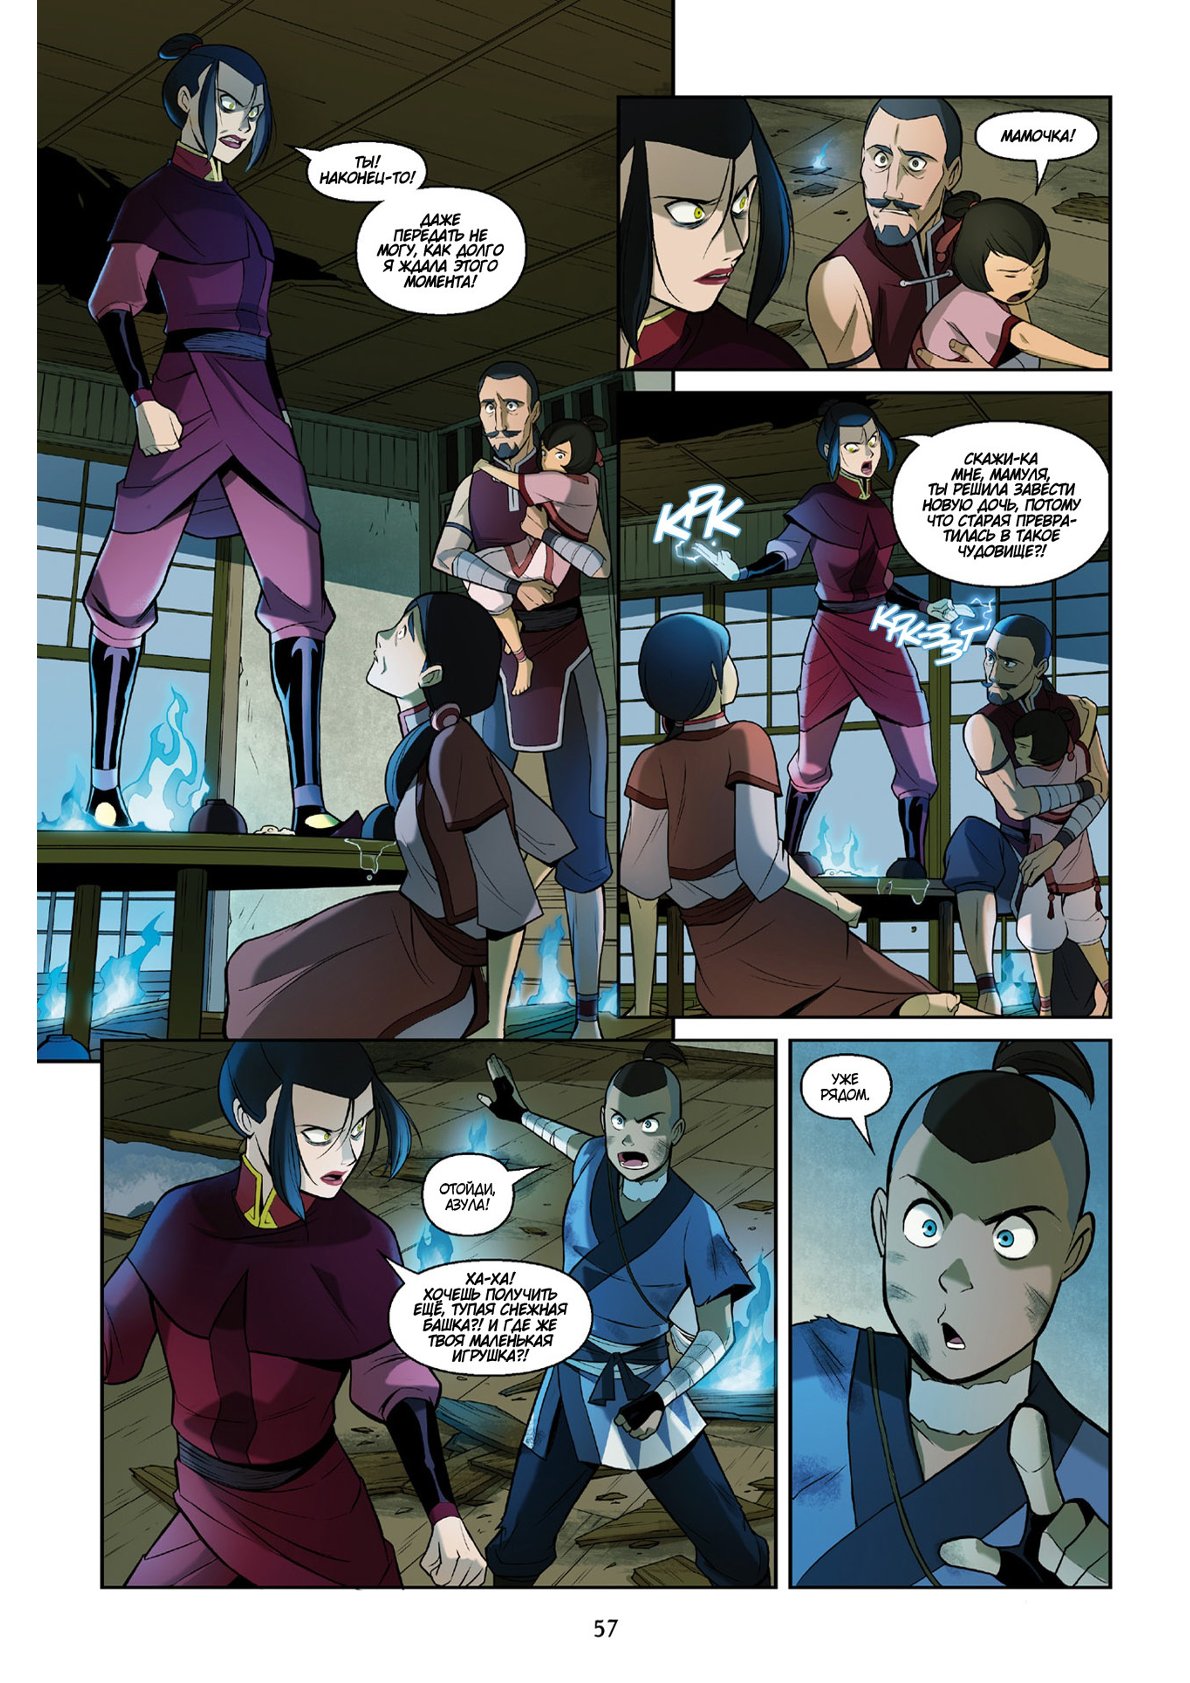 ТЫ!
НАКОНЕЦ-ТО!
ДАЖЕ
ПЕРЕДАТЬ НЕ
МОГУ, КАК ДОЛГО
Я ЖДАЛА ЭТОГО
МОМЕНТА!
МАМОЧКА!
СКАЖИ-КА
МНЕ, МАМУЛЯ,
ТЫ РЕШИЛА ЗАВЕСТИ
НОВУЮ ДОЧЬ, ПОТОМУ
ЧТО СТАРАЯ ПРЕВРА-
ТИЛАСЬ В ТАКОЕ
ЧУДОВИЩЕ?!
КРК
КРК-ЗЗЗТ
ОТОЙДИ,
АЗУЛА!
ХА-ХА!
ХОЧЕШЬ ПОЛУЧИТЬ
ЕЩЁ, ТУПАЯ СНЕЖНАЯ
БАШКА?! И ГДЕ ЖЕ
ТВОЯ МАЛЕНЬКАЯ
ИГРУШКА?!
УЖЕ
РЯДОМ.
57